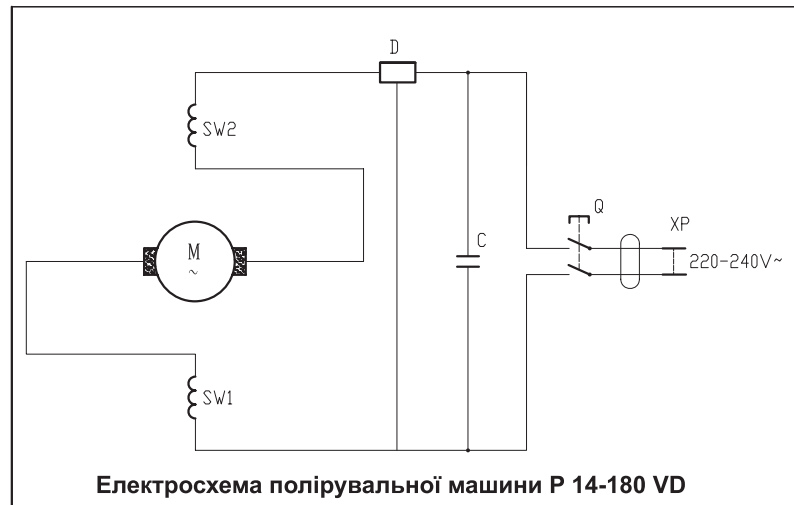 D
SW2
Q
XP
M
~
C
220-240V~
SW1
Електросхема полірувальної машини P 14-180 VD